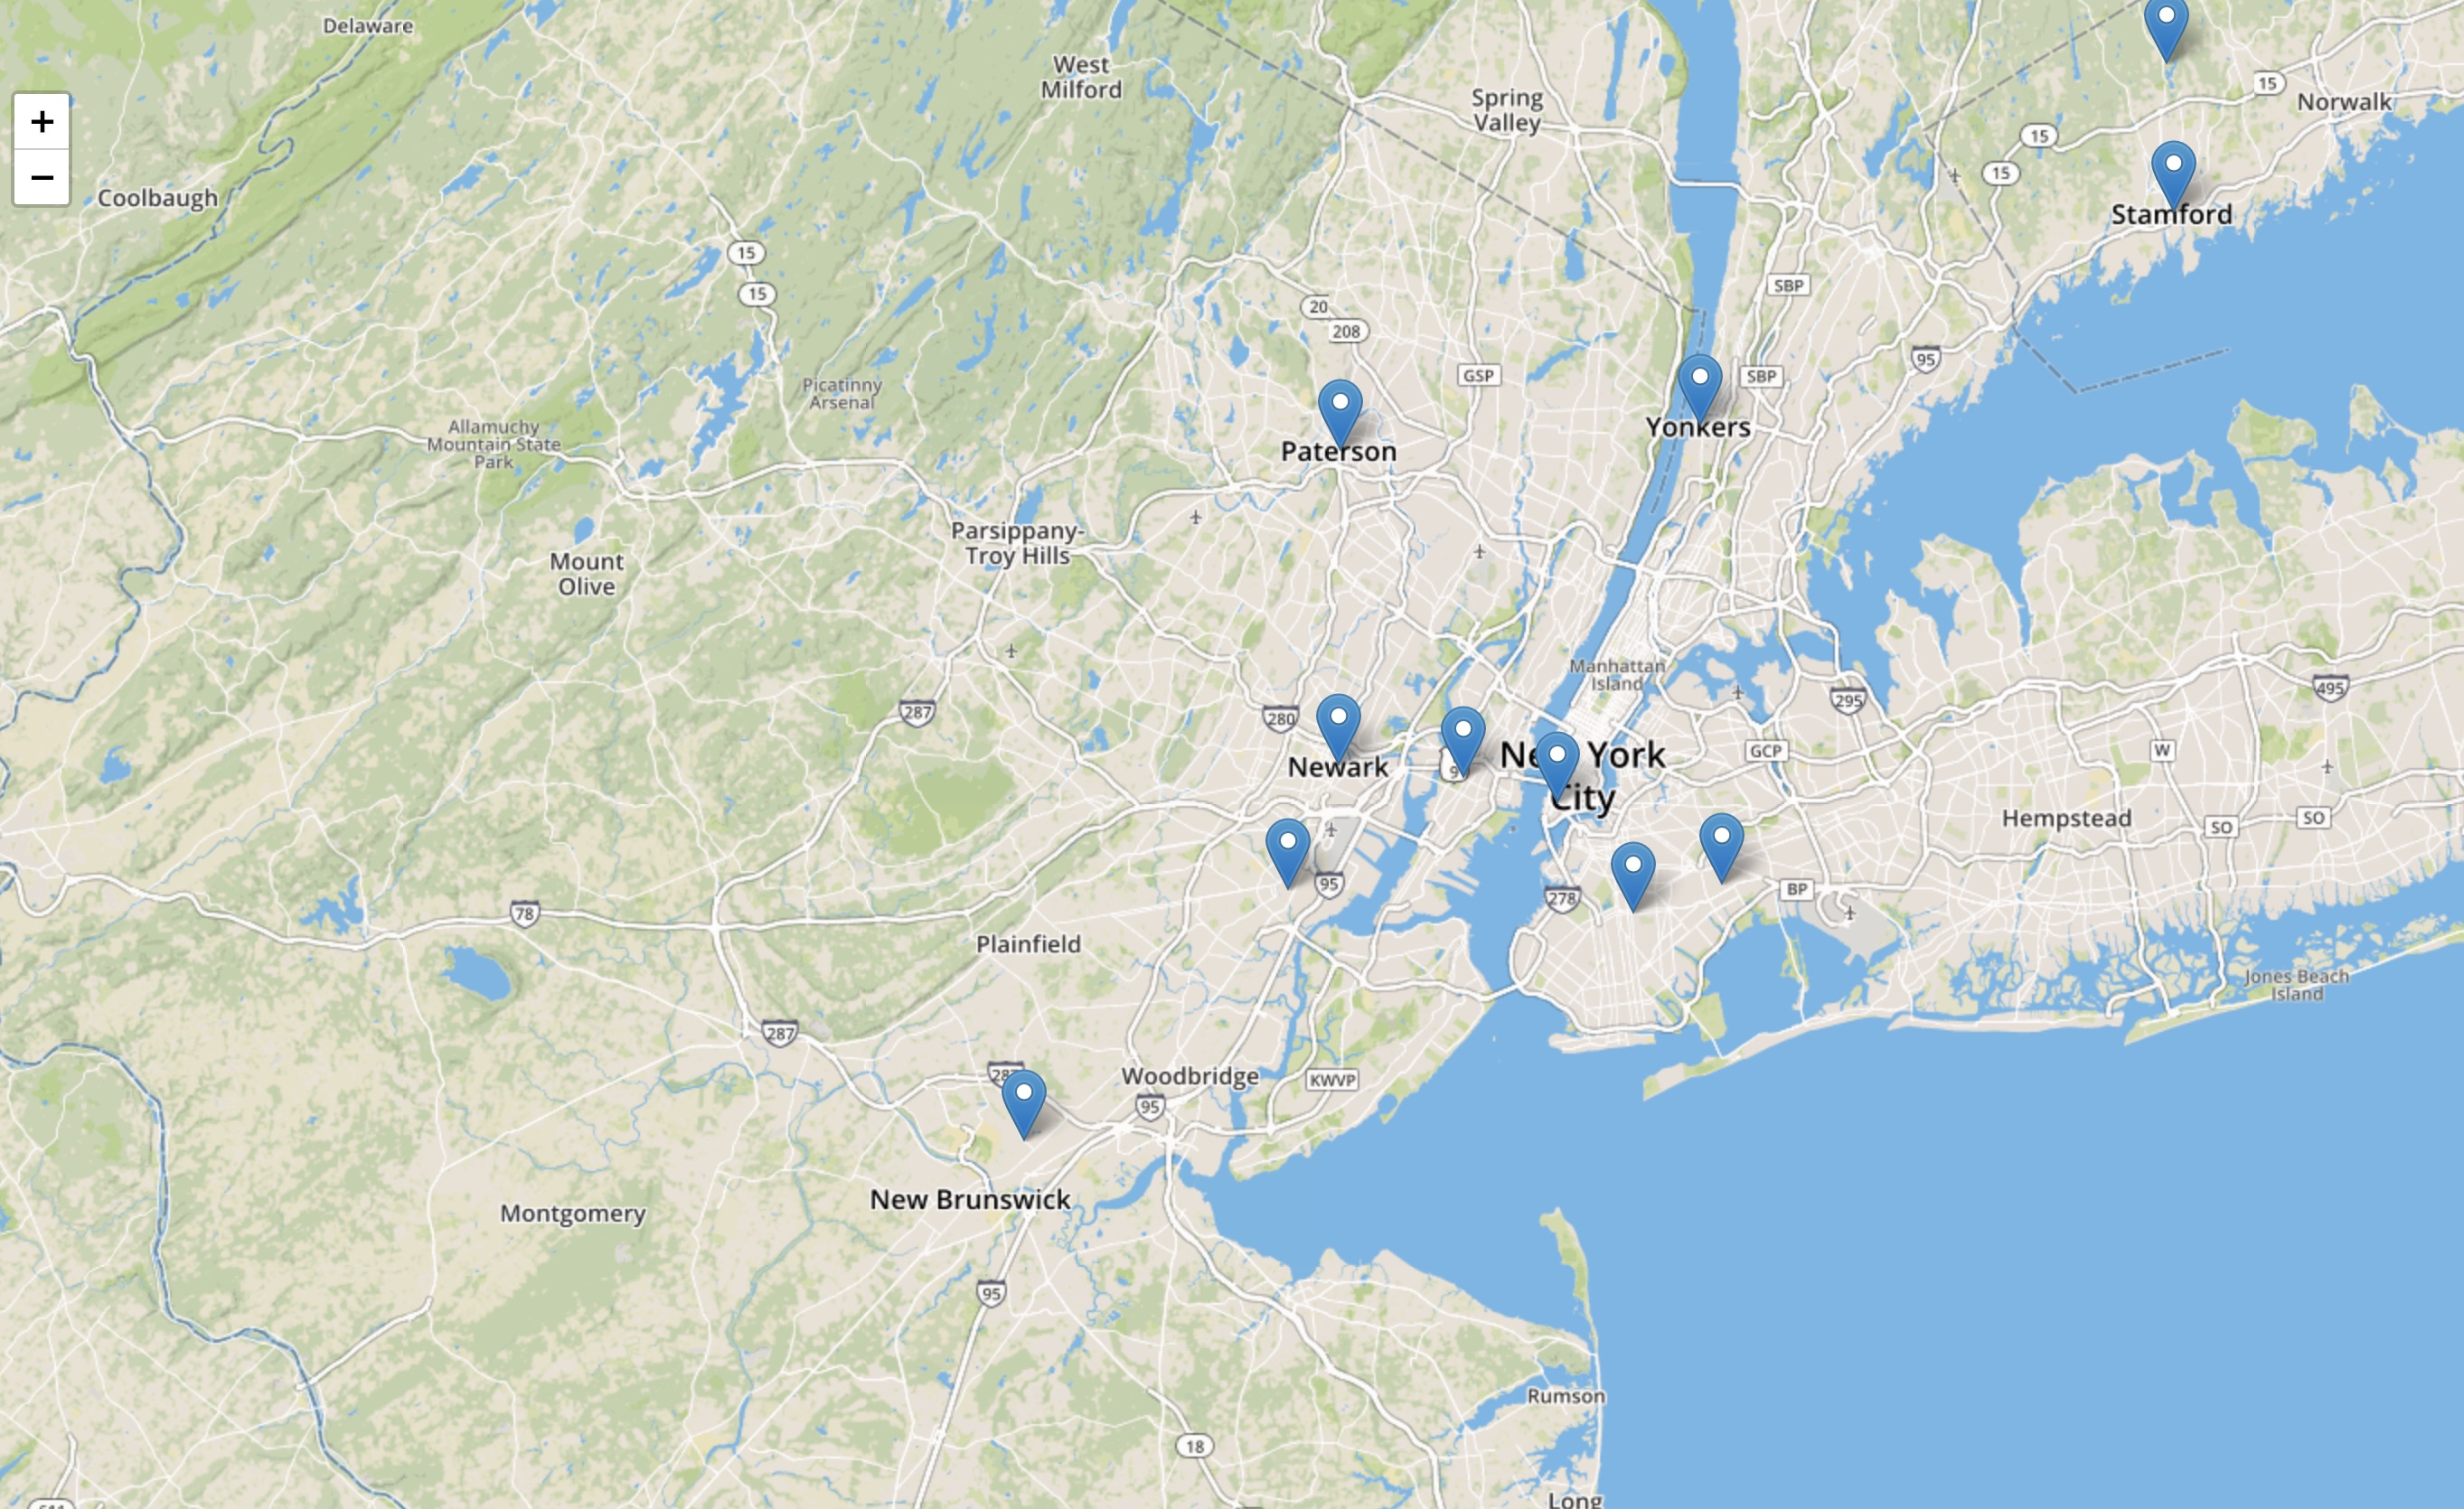 Delaware
West
Milford
Spring
Valley
15
Norwalk
+
15
15
−
Coolbaugh
Stamford
15
SBP
15
20
208
95
Picatinny
Arsenal
GSP
SBP
Allamuchy
Mountain State
Park
Yonkers
Paterson
Parsippany-
Troy Hills
Mount
Olive
Manhattan
Island
495
295
287
280
W
GCP
New York
City
Newark
9
Hempstead
SO
SO
95
BP
278
78
Plainfield
Jones Beach
Island
287
287
Woodbridge
KWVP
95
New Brunswick
Montgomery
95
Rumson
18
Long